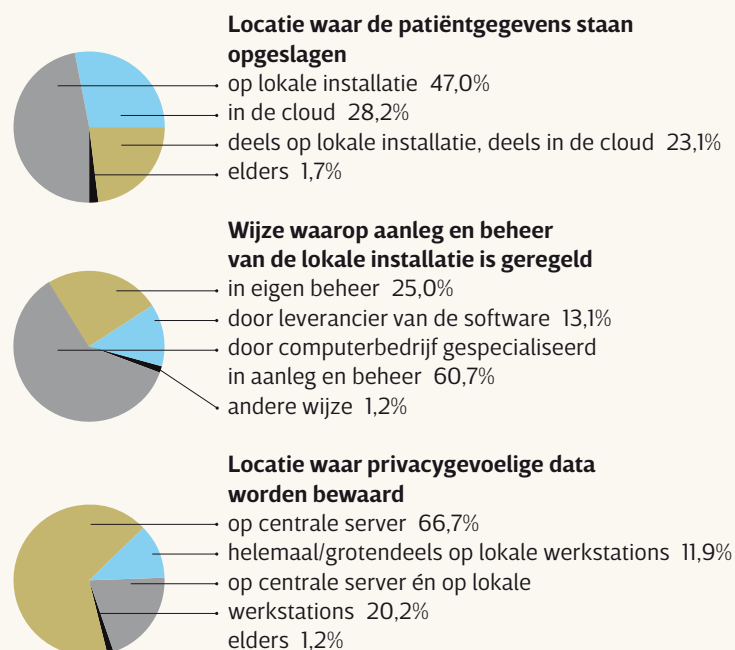 Locatie waar de patiëntgegevens staan
opgeslagen
op lokale installatie 47,0%
in de cloud 28,2%
deels op lokale installatie, deels in de cloud 23,1%
elders 1,7%
Wijze waarop aanleg en beheer
van de lokale installatie is geregeld
in eigen beheer 25,0%
door leverancier van de software 13,1%
door computerbedrijf gespecialiseerd
in aanleg en beheer 60,7%
andere wijze 1,2%
Locatie waar privacygevoelige data
worden bewaard
op centrale server 66,7%
helemaal/grotendeels op lokale werkstations 11,9%
op centrale server én op lokale
werkstations 20,2%
elders 1,2%